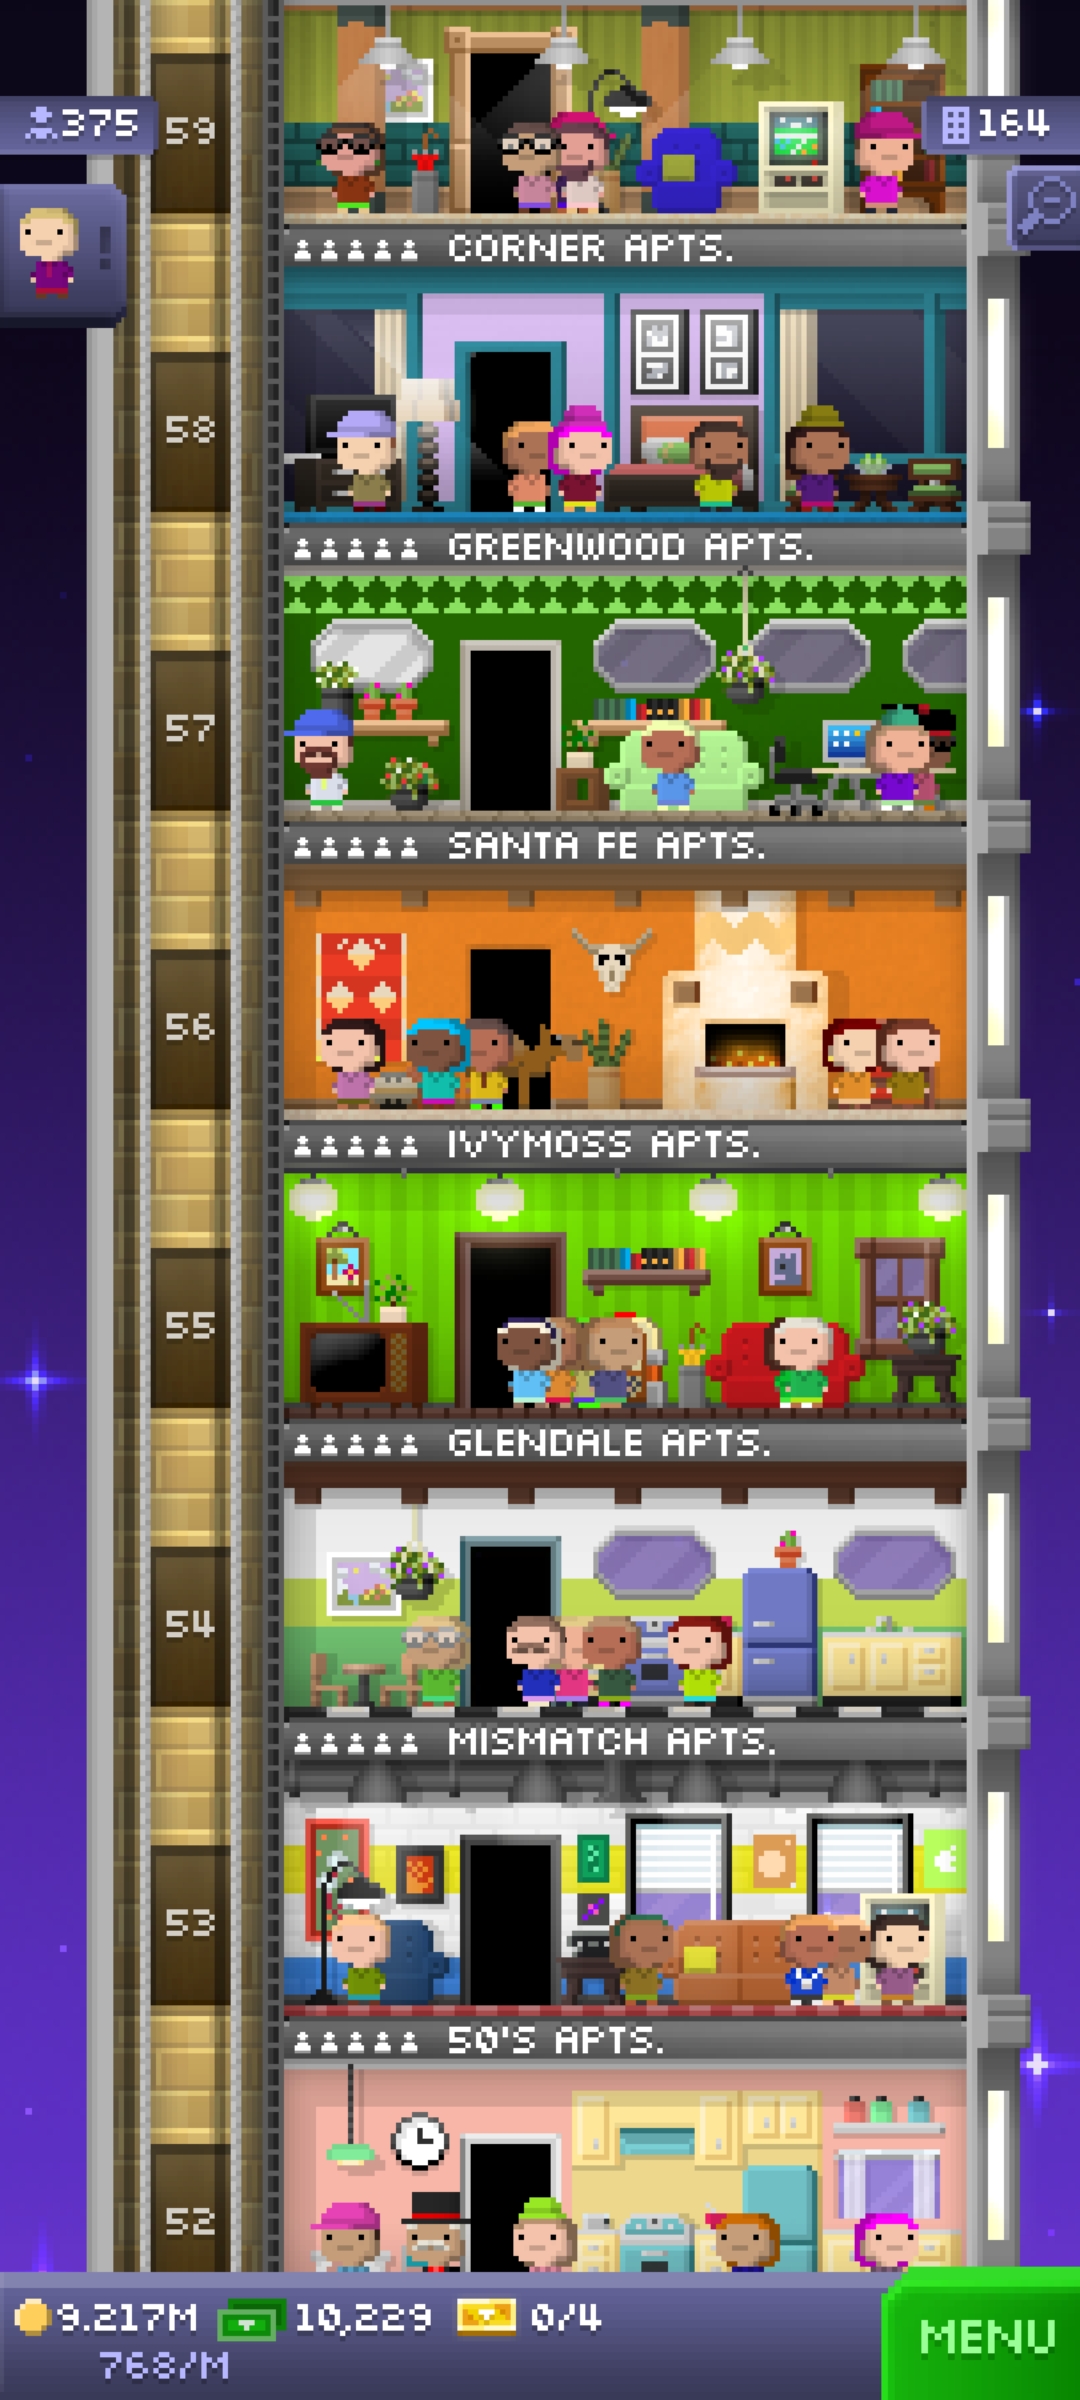 375
59
164
CORNER APTS.
58
GREENWOOD APTS.
57
SANTA FE APTS.
56
IVYMOSS APTS.
55
GLENDALE APTS.
54
MISMATCH APTS.
53
50'S APTS.
52
9.217M 10,229 0/4
768/M
MENU